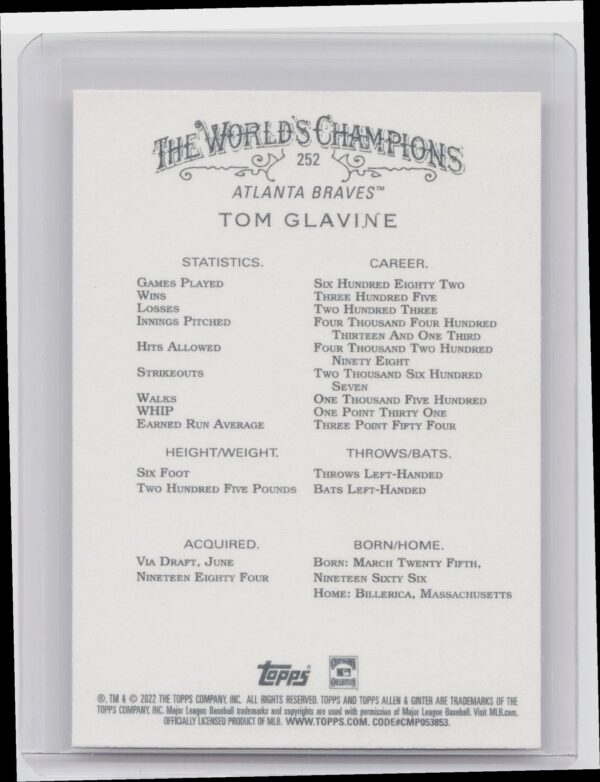 THE WORLD'S CHAMPIONS
252
ATLANTA BRAVES™
TOM GLAVINE
STATISTICS. CAREER.
GAMES PLAYED SIX HUNDRED EIGHTY TWO
WINS THREE HUNDRED FIVE
LOSSES TWO HUNDRED THREE
INNINGS PITCHED FOUR THOUSAND FOUR HUNDRED
THIRTEEN AND ONE THIRD
HITS ALLOWED FOUR THOUSAND TWO HUNDRED
NINETY EIGHT
STRIKEOUTS TWO THOUSAND SIX HUNDRED
SEVEN
WALKS ONE THOUSAND FIVE HUNDRED
WHIP ONE POINT THIRTY ONE
EARNED RUN AVERAGE THREE POINT FIFTY FOUR
HEIGHT/WEIGHT. THROWS/BATS.
SIX FOOT THROWS LEFT-HANDED
TWO HUNDRED FIVE POUNDS BATS LEFT-HANDED
ACQUIRED. BORN/HOME.
VIA DRAFT, JUNE BORN: MARCH TWENTY FIFTH,
NINETEEN EIGHTY FOUR NINETEEN SIXTY SIX
HOME: BILLERICA, MASSACHUSETTS
Topps
®, TM & © 2022 THE TOPPS COMPANY, INC. ALL RIGHTS RESERVED. TOPPS AND TOPPS ALLEN & GINTER ARE TRADEMARKS OF THE
TOPPS COMPANY, INC. Major League Baseball trademarks and copyrights are used with permission of Major League Baseball. Visit MLB.com.
OFFICIALLY LICENSED PRODUCT OF MLB. WWW.TOPPS.COM. CODE#CMP053853.